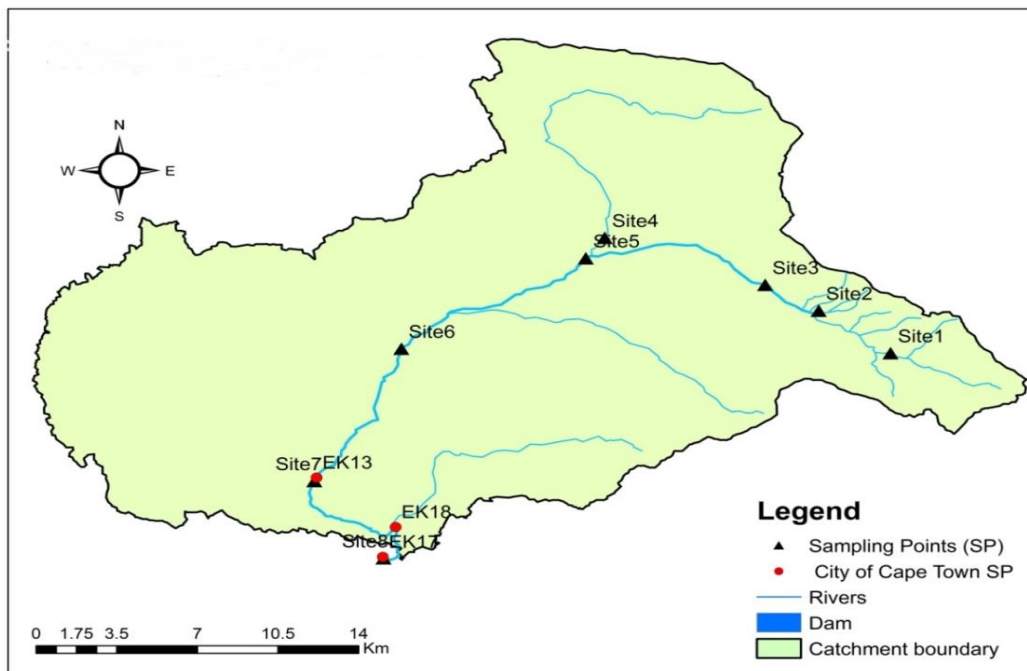 N
W E
S
Site4
Site5
Site3
Site2
Site1
Site6
Site7EK13
EK18
Site8EK17
Legend
Sampling Points (SP)
City of Cape Town SP
Rivers
Dam
Catchment boundary
0 1.75 3.5 7 10.5 14
Km